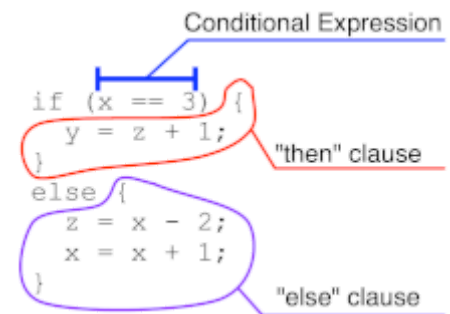 Conditional Expression
if (x == 3) {
y = z + 1;
}
"then" clause
else {
z = x - 2;
x = x + 1;
}
"else" clause